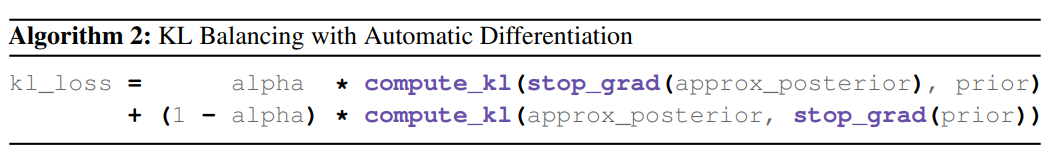 Algorithm 2: KL Balancing with Automatic Differentiation
kl_loss =     alpha  * compute_kl(stop_grad(approx_posterior), prior)
+ (1 - alpha) * compute_kl(approx_posterior, stop_grad(prior))